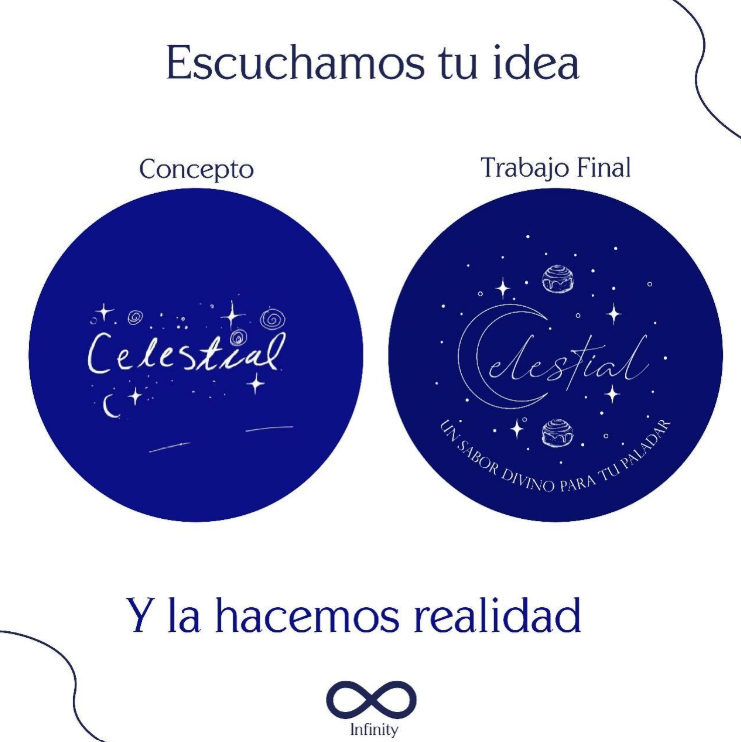 Escuchamos tu idea
Concepto
Trabajo Final
Celestial
Celestial
UN SABOR DIVINO PARA TU PALADAR
Y la hacemos realidad
Infinity